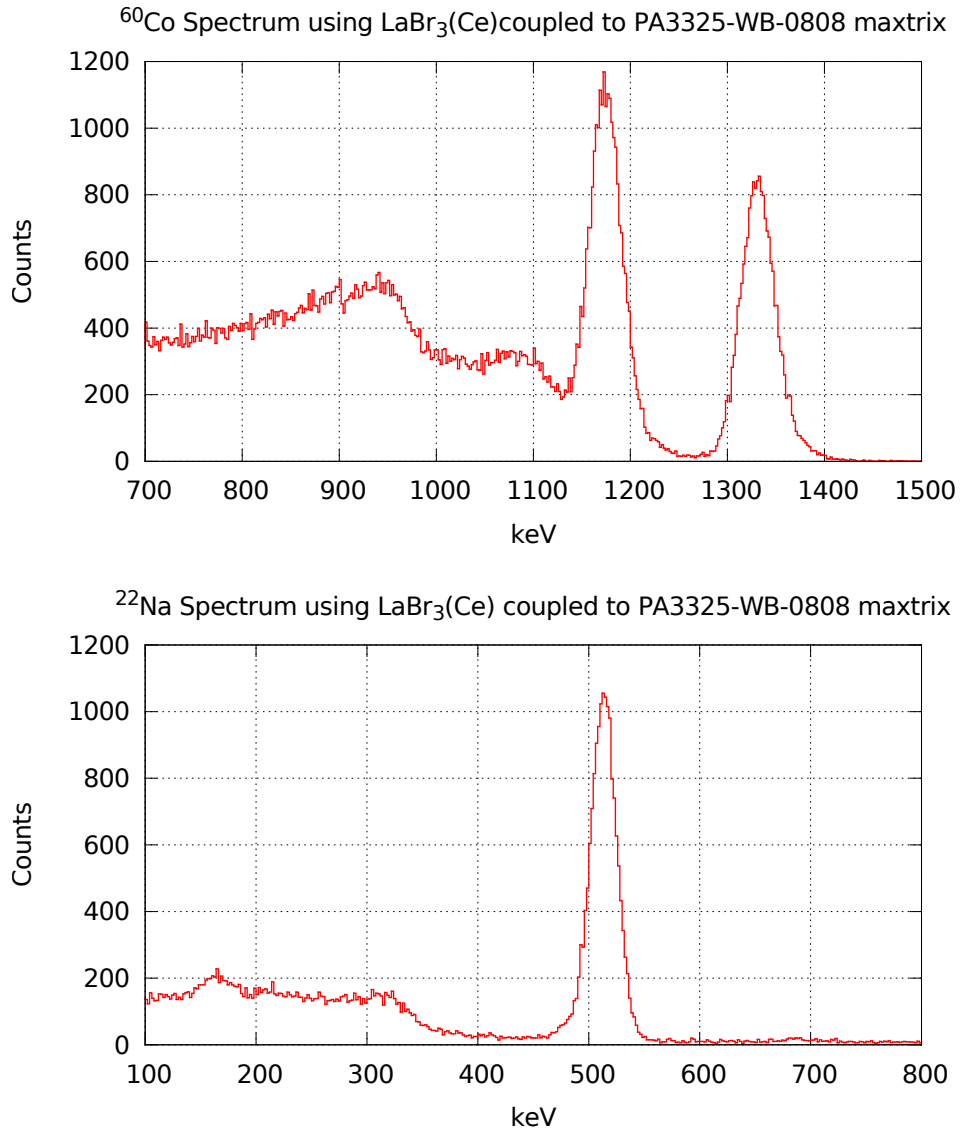 ⁶⁰Co Spectrum using LaBr₃(Ce)coupled to PA3325-WB-0808 maxtrix
1200
1000
800
600
400
200
0
Counts
700 800 900 1000 1100 1200 1300 1400 1500
keV
²²Na Spectrum using LaBr₃(Ce) coupled to PA3325-WB-0808 maxtrix
1200
1000
800
600
400
200
0
Counts
100 200 300 400 500 600 700 800
keV